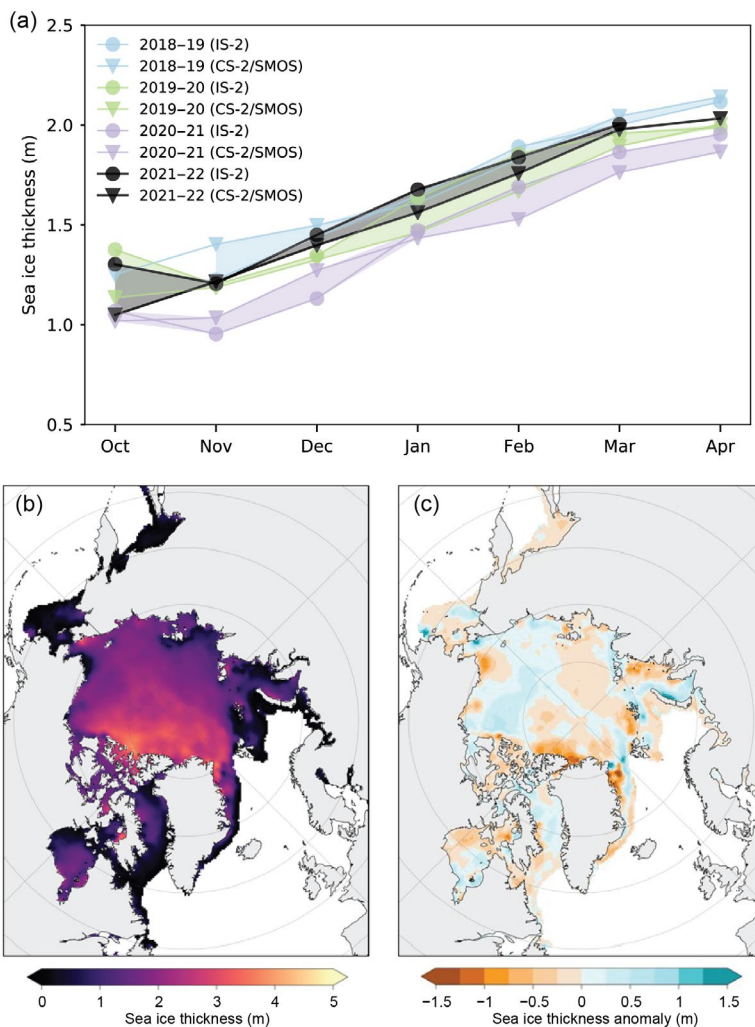 (a)
2.5
2.0
1.5
1.0
0.5
Sea ice thickness (m)
2018–19 (IS-2)
2018–19 (CS-2/SMOS)
2019–20 (IS-2)
2019–20 (CS-2/SMOS)
2020–21 (IS-2)
2020–21 (CS-2/SMOS)
2021–22 (IS-2)
2021–22 (CS-2/SMOS)
Oct Nov Dec Jan Feb Mar Apr
(b)
(c)
0 1 2 3 4 5
Sea ice thickness (m)
−1.5 −1 −0.5 0 0.5 1 1.5
Sea ice thickness anomaly (m)